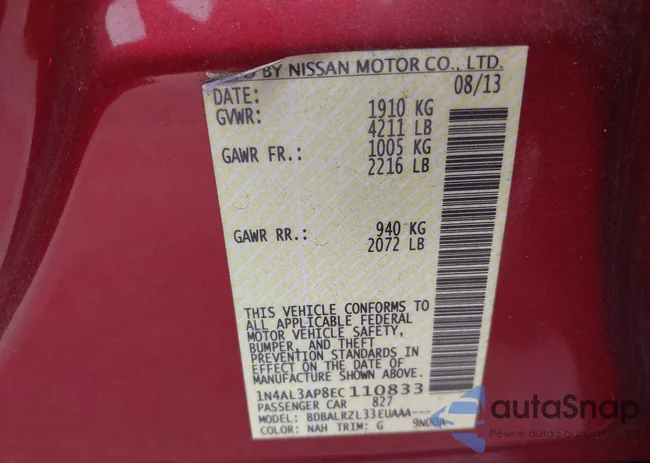 BY NISSAN MOTOR CO., LTD.
DATE: 08/13
GVWR: 1910 KG
4211 LB
GAWR FR.: 1005 KG
2216 LB
GAWR RR.: 940 KG
2072 LB
THIS VEHICLE CONFORMS TO
ALL APPLICABLE FEDERAL
MOTOR VEHICLE SAFETY,
BUMPER, AND THEFT
PREVENTION STANDARDS IN
EFFECT ON THE DATE OF
MANUFACTURE SHOWN ABOVE.
1N4AL3AP8EC110833
PASSENGER CAR 827
MODEL: BDBALRZL33EUAAA---
COLOR: NAH TRIM: G
autoSnap
Pewne auto z USA